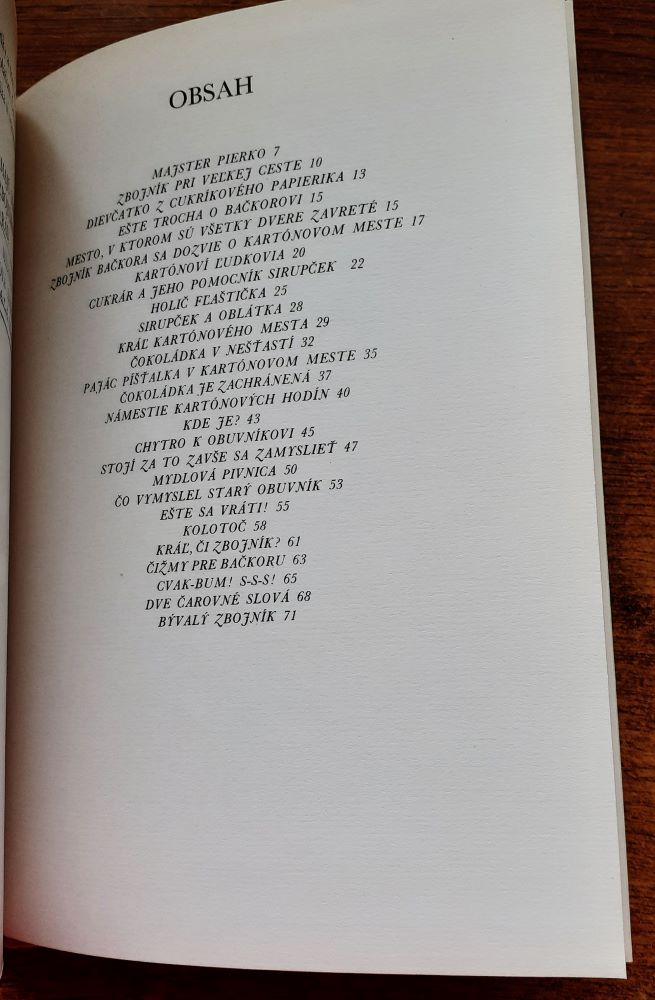 OBSAH
MAJSTER PIERKO 7
ZBOJNÍK PRI VEĽKEJ CESTE 10
DIEVČATKO Z CUKRÍKOVÉHO PAPIERIKA 13
EŠTE TROCHA O BAČKOROVI 15
MESTO, V KTOROM SÚ VŠETKY DVERE ZAVRETÉ 15
ZBOJNÍK BAČKORA SA DOZVIE O KARTÓNOVOM MESTE 17
KARTÓNOVÍ ĽUDKOVIA 20
CUKRÁR A JEHO POMOCNÍK SIRUPČEK 22
HOLIČ FĽAŠTIČKA 25
SIRUPČEK A OBLÁTKA 28
KRÁĽ KARTÓNOVÉHO MESTA 29
ČOKOLÁDKA V NEŠŤASTÍ 32
PAJÁC PÍŠŤALKA V KARTÓNOVOM MESTE 35
ČOKOLÁDKA JE ZACHRÁNENÁ 37
NÁMESTIE KARTÓNOVÝCH HODÍN 40
KDE JE? 43
CHYTRO K OBUVNÍKOVI 45
STOJÍ ZA TO ZAVŠE SA ZAMYSLIEŤ 47
MYDLOVÁ PIVNICA 50
ČO VYMYSLEL STARÝ OBUVNÍK 53
EŠTE SA VRÁTI! 55
KOLOTOČ 58
KRÁĽ, ČI ZBOJNÍK? 61
ČIŽMY PRE BAČKORU 63
CVAK-BUM! S-S-S! 65
DVE ČAROVNÉ SLOVÁ 68
BÝVALÝ ZBOJNÍK 71